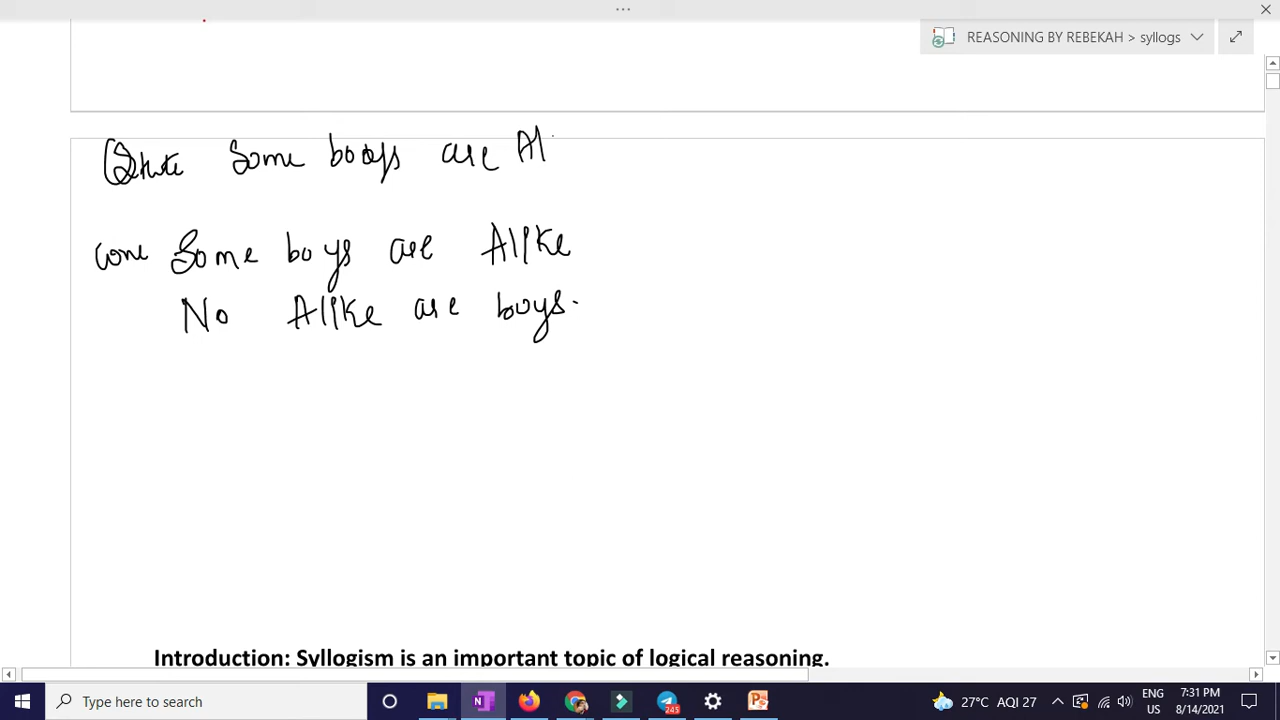 REASONING BY REBEKAH > syllogs
Some boys are Al
conc Some boys are Alike
No Alike are boys.
Introduction: Syllogism is an important topic of logical reasoning.
Type here to search
245
27°C AQI 27
ENG
US
7:31 PM
8/14/2021